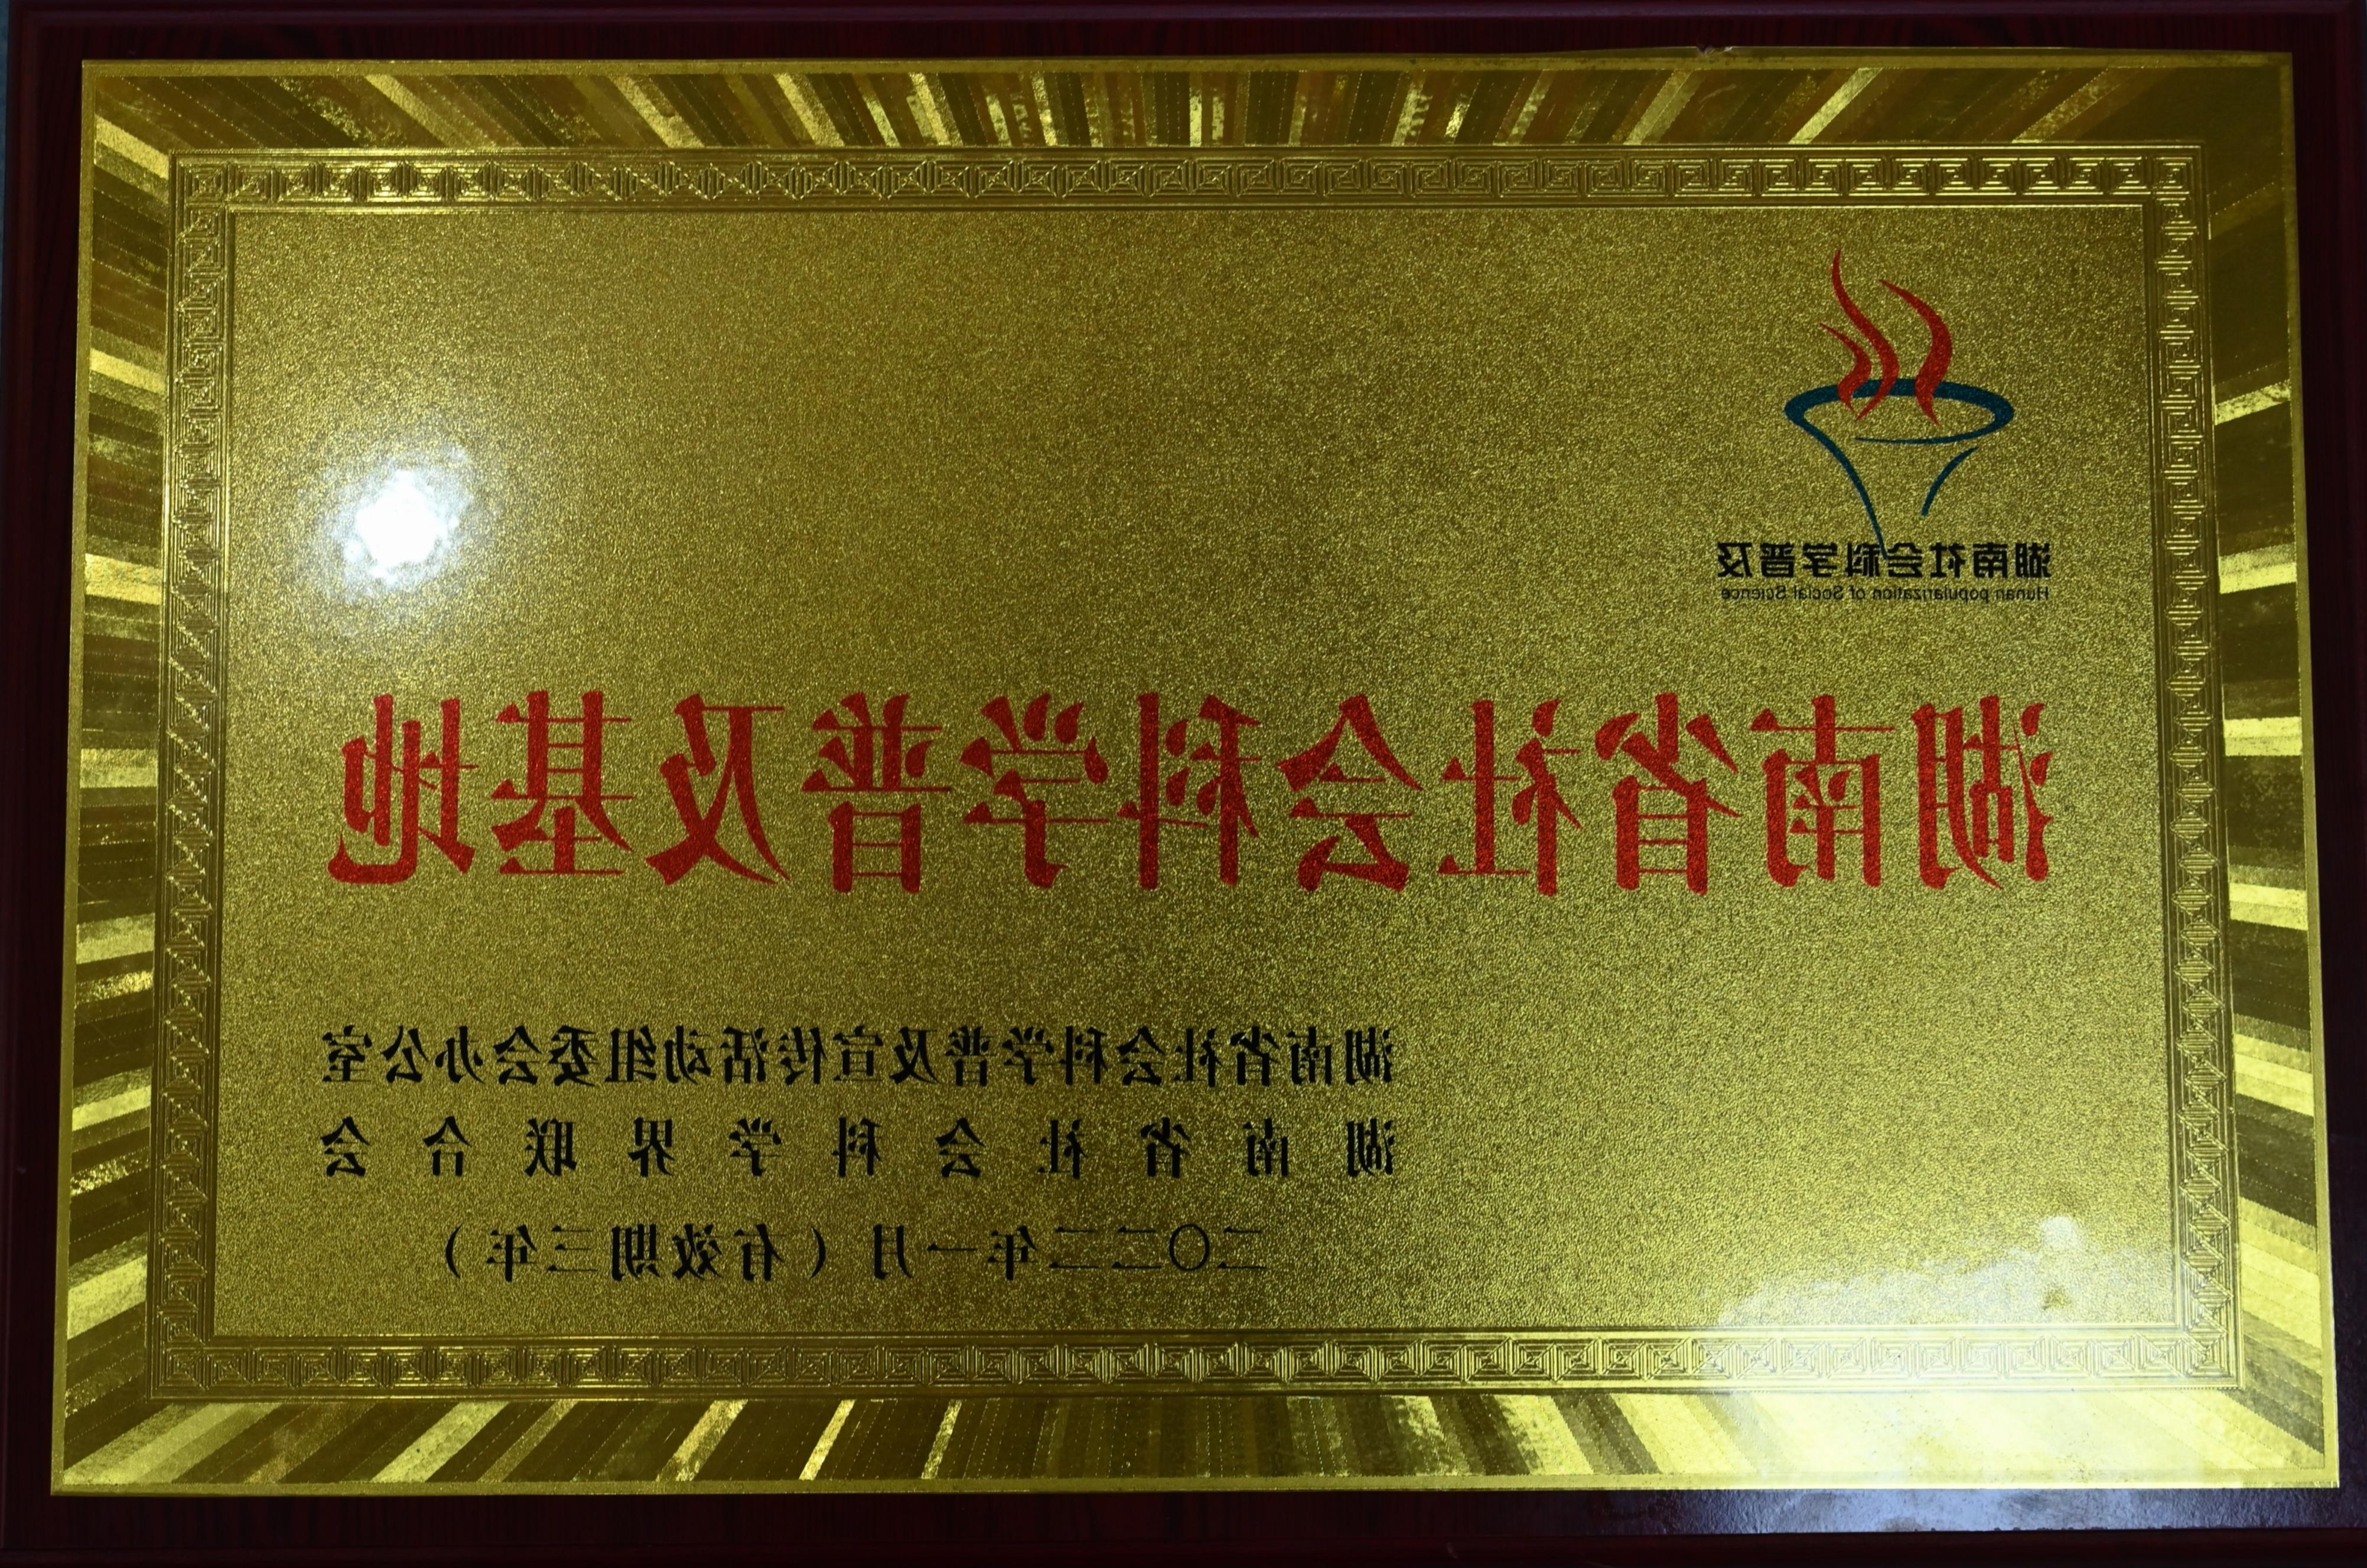 湖南社会科学普及
Hunan popularization of Social Science
湖南省社会科学普及基地
湖南省社会科学普及宣传活动组委会办公室
湖南省社会科学界联合会
二〇二二年一月（有效期三年）